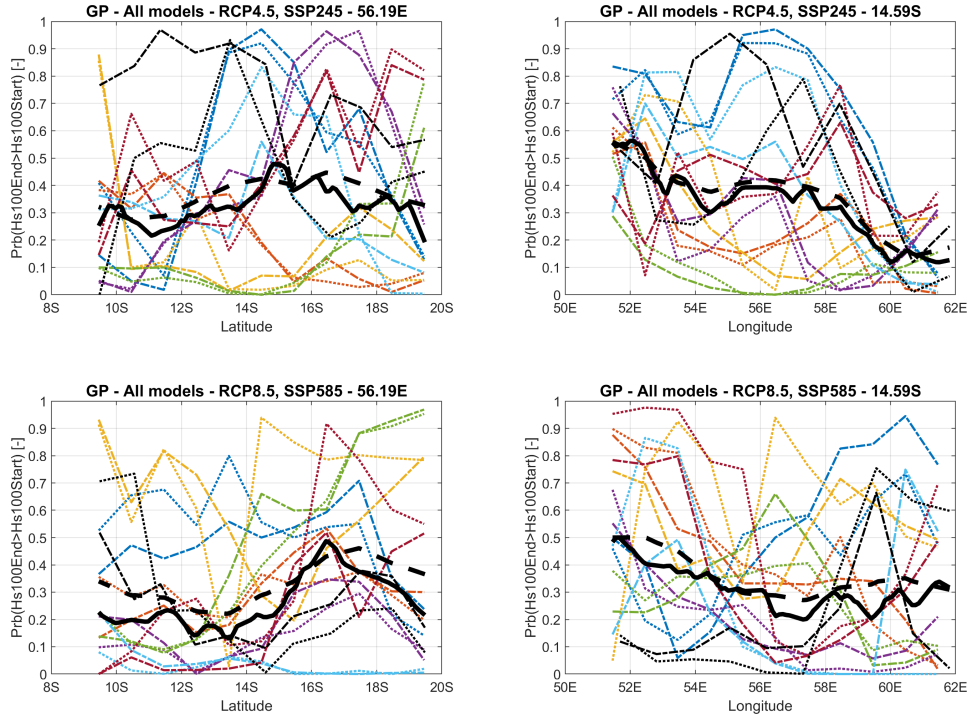 GP - All models - RCP4.5, SSP245 - 56.19E
Prb(Hs100End>Hs100Start) [-]
1
0.9
0.8
0.7
0.6
0.5
0.4
0.3
0.2
0.1
0
8S 10S 12S 14S 16S 18S 20S
Latitude
GP - All models - RCP4.5, SSP245 - 14.59S
Prb(Hs100End>Hs100Start) [-]
1
0.9
0.8
0.7
0.6
0.5
0.4
0.3
0.2
0.1
0
50E 52E 54E 56E 58E 60E 62E
Longitude
GP - All models - RCP8.5, SSP585 - 56.19E
Prb(Hs100End>Hs100Start) [-]
1
0.9
0.8
0.7
0.6
0.5
0.4
0.3
0.2
0.1
0
8S 10S 12S 14S 16S 18S 20S
Latitude
GP - All models - RCP8.5, SSP585 - 14.59S
Prb(Hs100End>Hs100Start) [-]
1
0.9
0.8
0.7
0.6
0.5
0.4
0.3
0.2
0.1
0
50E 52E 54E 56E 58E 60E 62E
Longitude